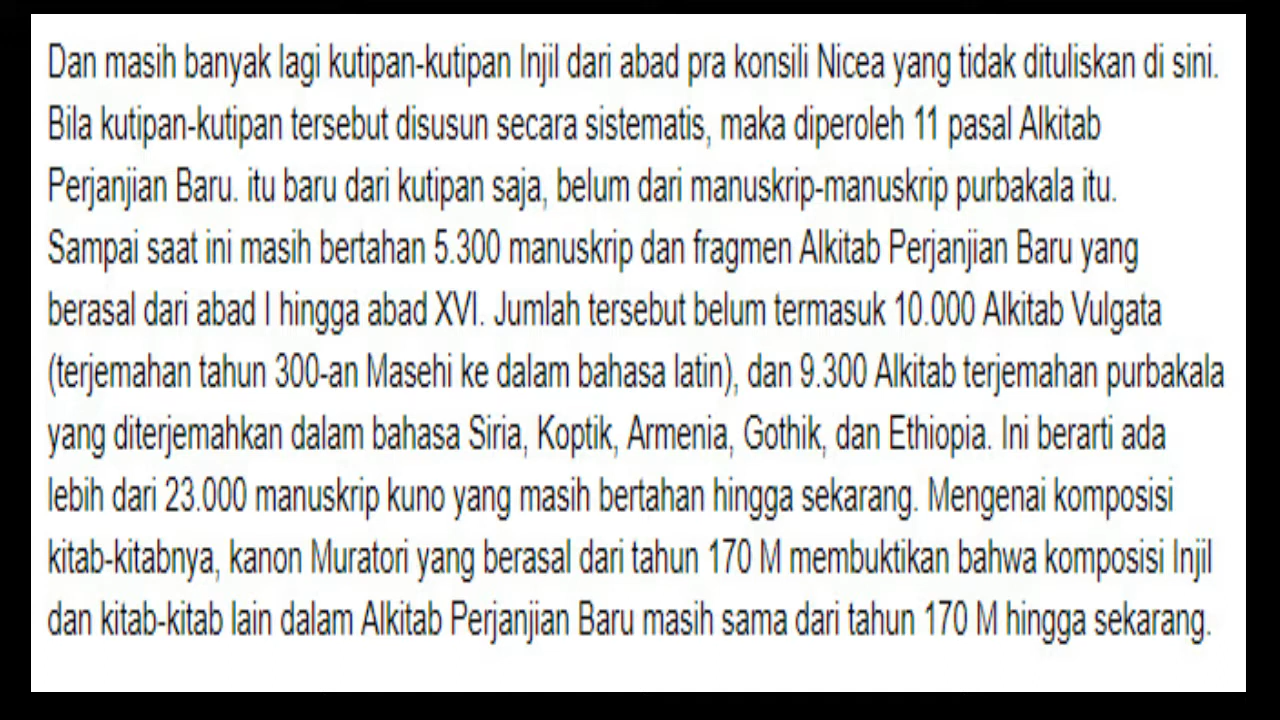 Dan masih banyak lagi kutipan-kutipan Injil dari abad pra konsili Nicea yang tidak dituliskan di sini.
Bila kutipan-kutipan tersebut disusun secara sistematis, maka diperoleh 11 pasal Alkitab
Perjanjian Baru. itu baru dari kutipan saja, belum dari manuskrip-manuskrip purbakala itu.
Sampai saat ini masih bertahan 5.300 manuskrip dan fragmen Alkitab Perjanjian Baru yang
berasal dari abad I hingga abad XVI. Jumlah tersebut belum termasuk 10.000 Alkitab Vulgata
(terjemahan tahun 300-an Masehi ke dalam bahasa latin), dan 9.300 Alkitab terjemahan purbakala
yang diterjemahkan dalam bahasa Siria, Koptik, Armenia, Gothik, dan Ethiopia. Ini berarti ada
lebih dari 23.000 manuskrip kuno yang masih bertahan hingga sekarang. Mengenai komposisi
kitab-kitabnya, kanon Muratori yang berasal dari tahun 170 M membuktikan bahwa komposisi Injil
dan kitab-kitab lain dalam Alkitab Perjanjian Baru masih sama dari tahun 170 M hingga sekarang.